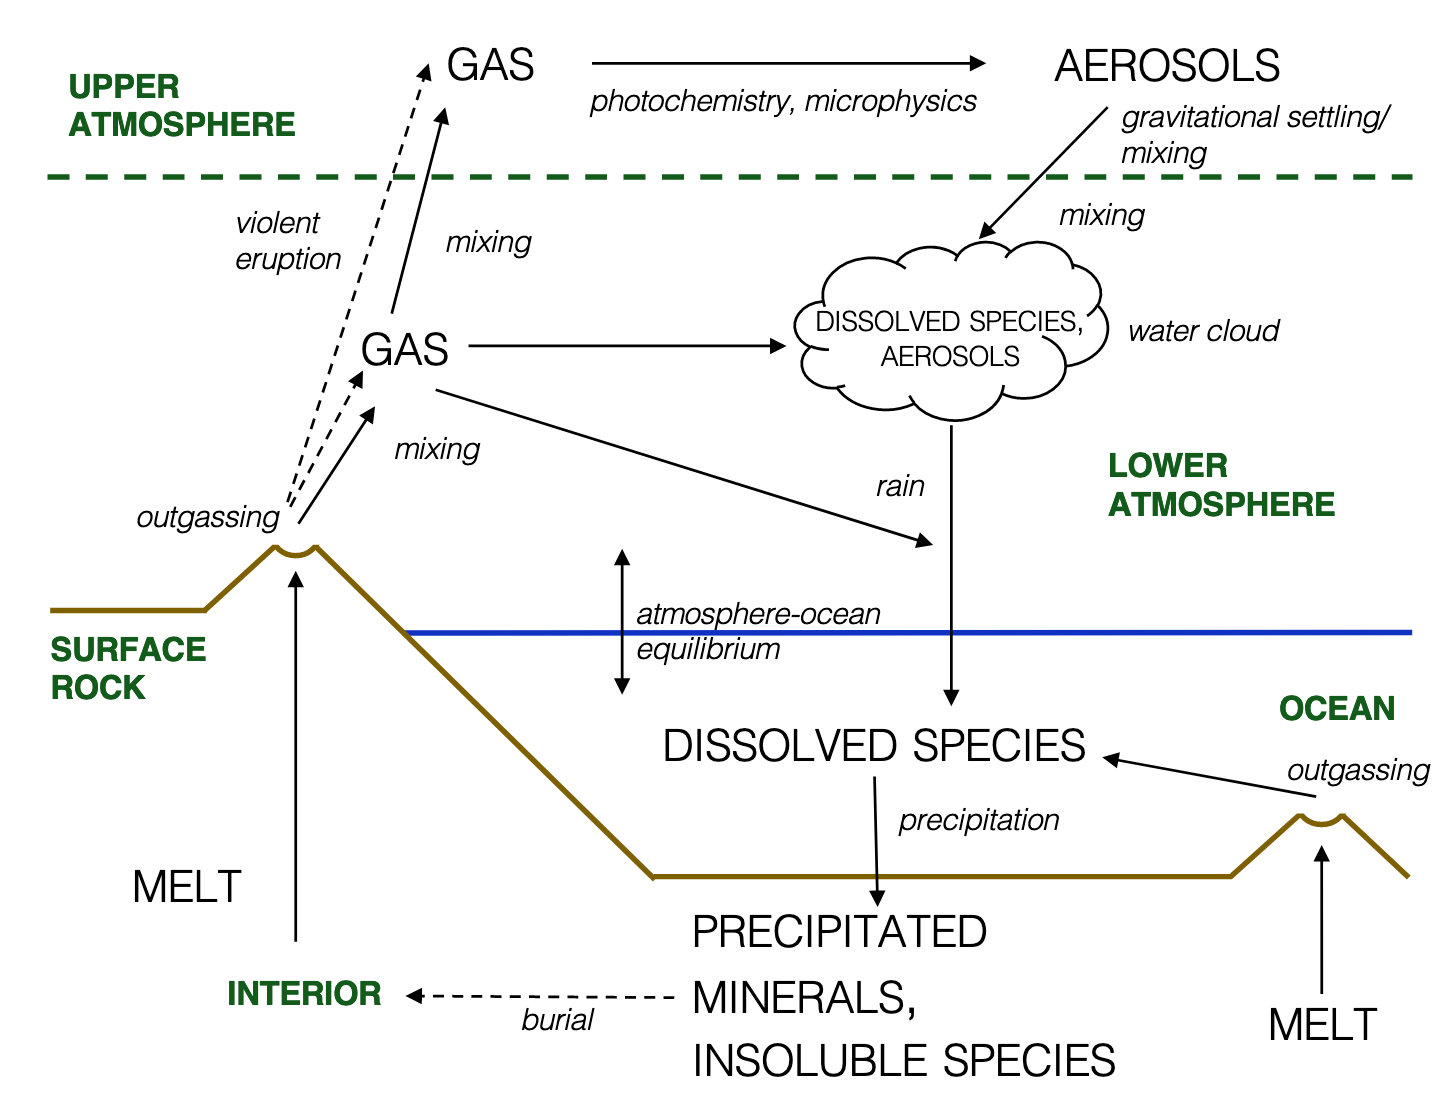 GAS
AEROSOLS
UPPER
ATMOSPHERE
photochemistry, microphysics
gravitational settling/
mixing
violent
eruption
mixing
mixing
GAS
DISSOLVED SPECIES,
AEROSOLS
water cloud
mixing
LOWER
ATMOSPHERE
rain
outgassing
atmosphere-ocean
equilibrium
SURFACE
ROCK
OCEAN
DISSOLVED SPECIES
outgassing
precipitation
MELT
PRECIPITATED
MINERALS,
INSOLUBLE SPECIES
INTERIOR
burial
MELT